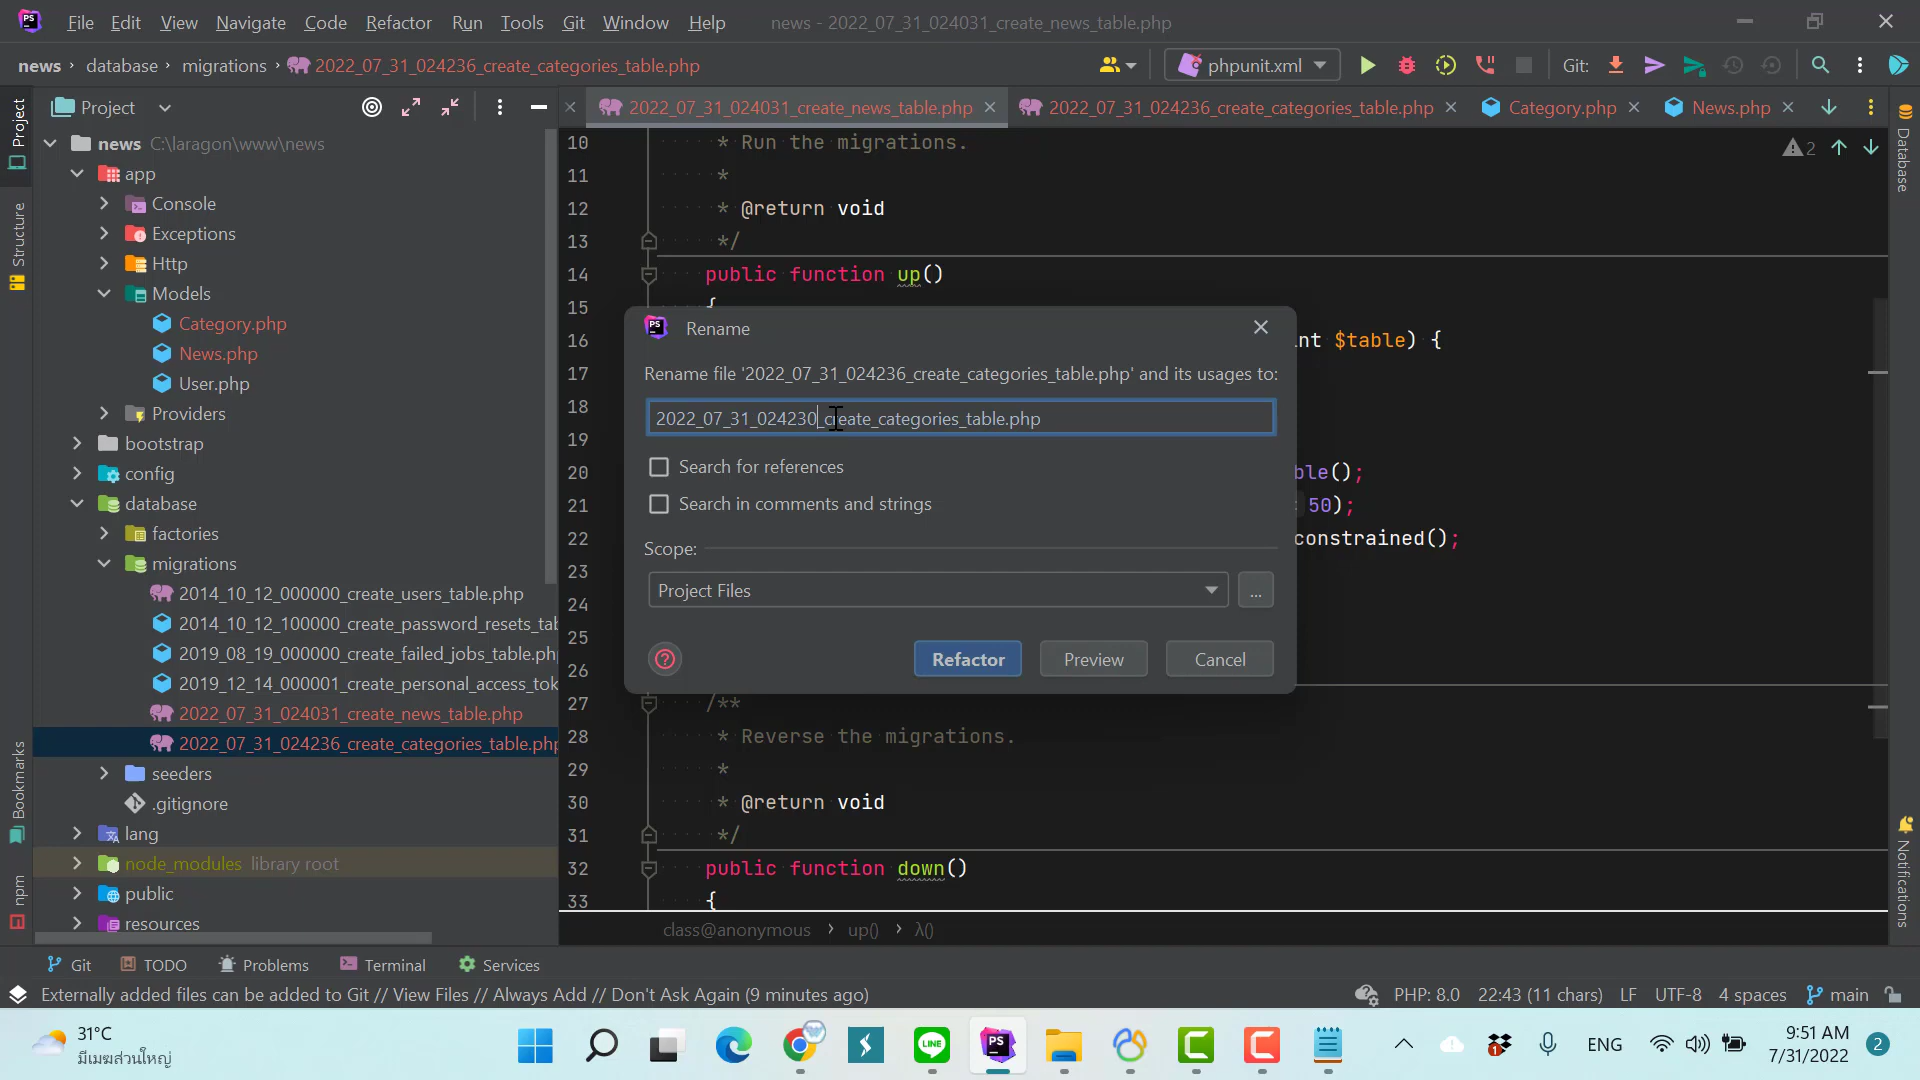 PS File Edit View Navigate Code Refactor Run Tools Git Window Help news - 2022_07_31_024031_create_news_table.php
news database migrations 2022_07_31_024236_create_categories_table.php phpunit.xml Git:
Project
2022_07_31_024031_create_news_table.php 2022_07_31_024236_create_categories_table.php Category.php News.php
Project
Structure
Bookmarks
npm
news C:\laragon\www\news
app
Console
Exceptions
Http
Models
Category.php
News.php
User.php
Providers
bootstrap
config
database
factories
migrations
2014_10_12_000000_create_users_table.php
2014_10_12_100000_create_password_resets_tab
2019_08_19_000000_create_failed_jobs_table.ph
2019_12_14_000001_create_personal_access_tok
2022_07_31_024031_create_news_table.php
2022_07_31_024236_create_categories_table.php
seeders
.gitignore
lang
node_modules library root
public
resources
10 * Run the migrations.
11 *
12 * @return void
13 */
14 public function up()
15 {
16 nt $table) {
17
18
19
20 ble();
21 : 50);
22 constrained();
23
24
25
26
27 /**
28 * Reverse the migrations.
29 *
30 * @return void
31 */
32 public function down()
33 {
2
Database
Notifications
PS Rename
Rename file '2022_07_31_024236_create_categories_table.php' and its usages to:
2022_07_31_024230_create_categories_table.php
Search for references
Search in comments and strings
Scope:
Project Files ...
? Refactor Preview Cancel
class@anonymous › up() › λ()
Git TODO Problems Terminal Services
Externally added files can be added to Git // View Files // Always Add // Don't Ask Again (9 minutes ago) PHP: 8.0 22:43 (11 chars) LF UTF-8 4 spaces main
31°C
มีเมฆส่วนใหญ่
LINE PS
1 ENG
9:51 AM
7/31/2022
2